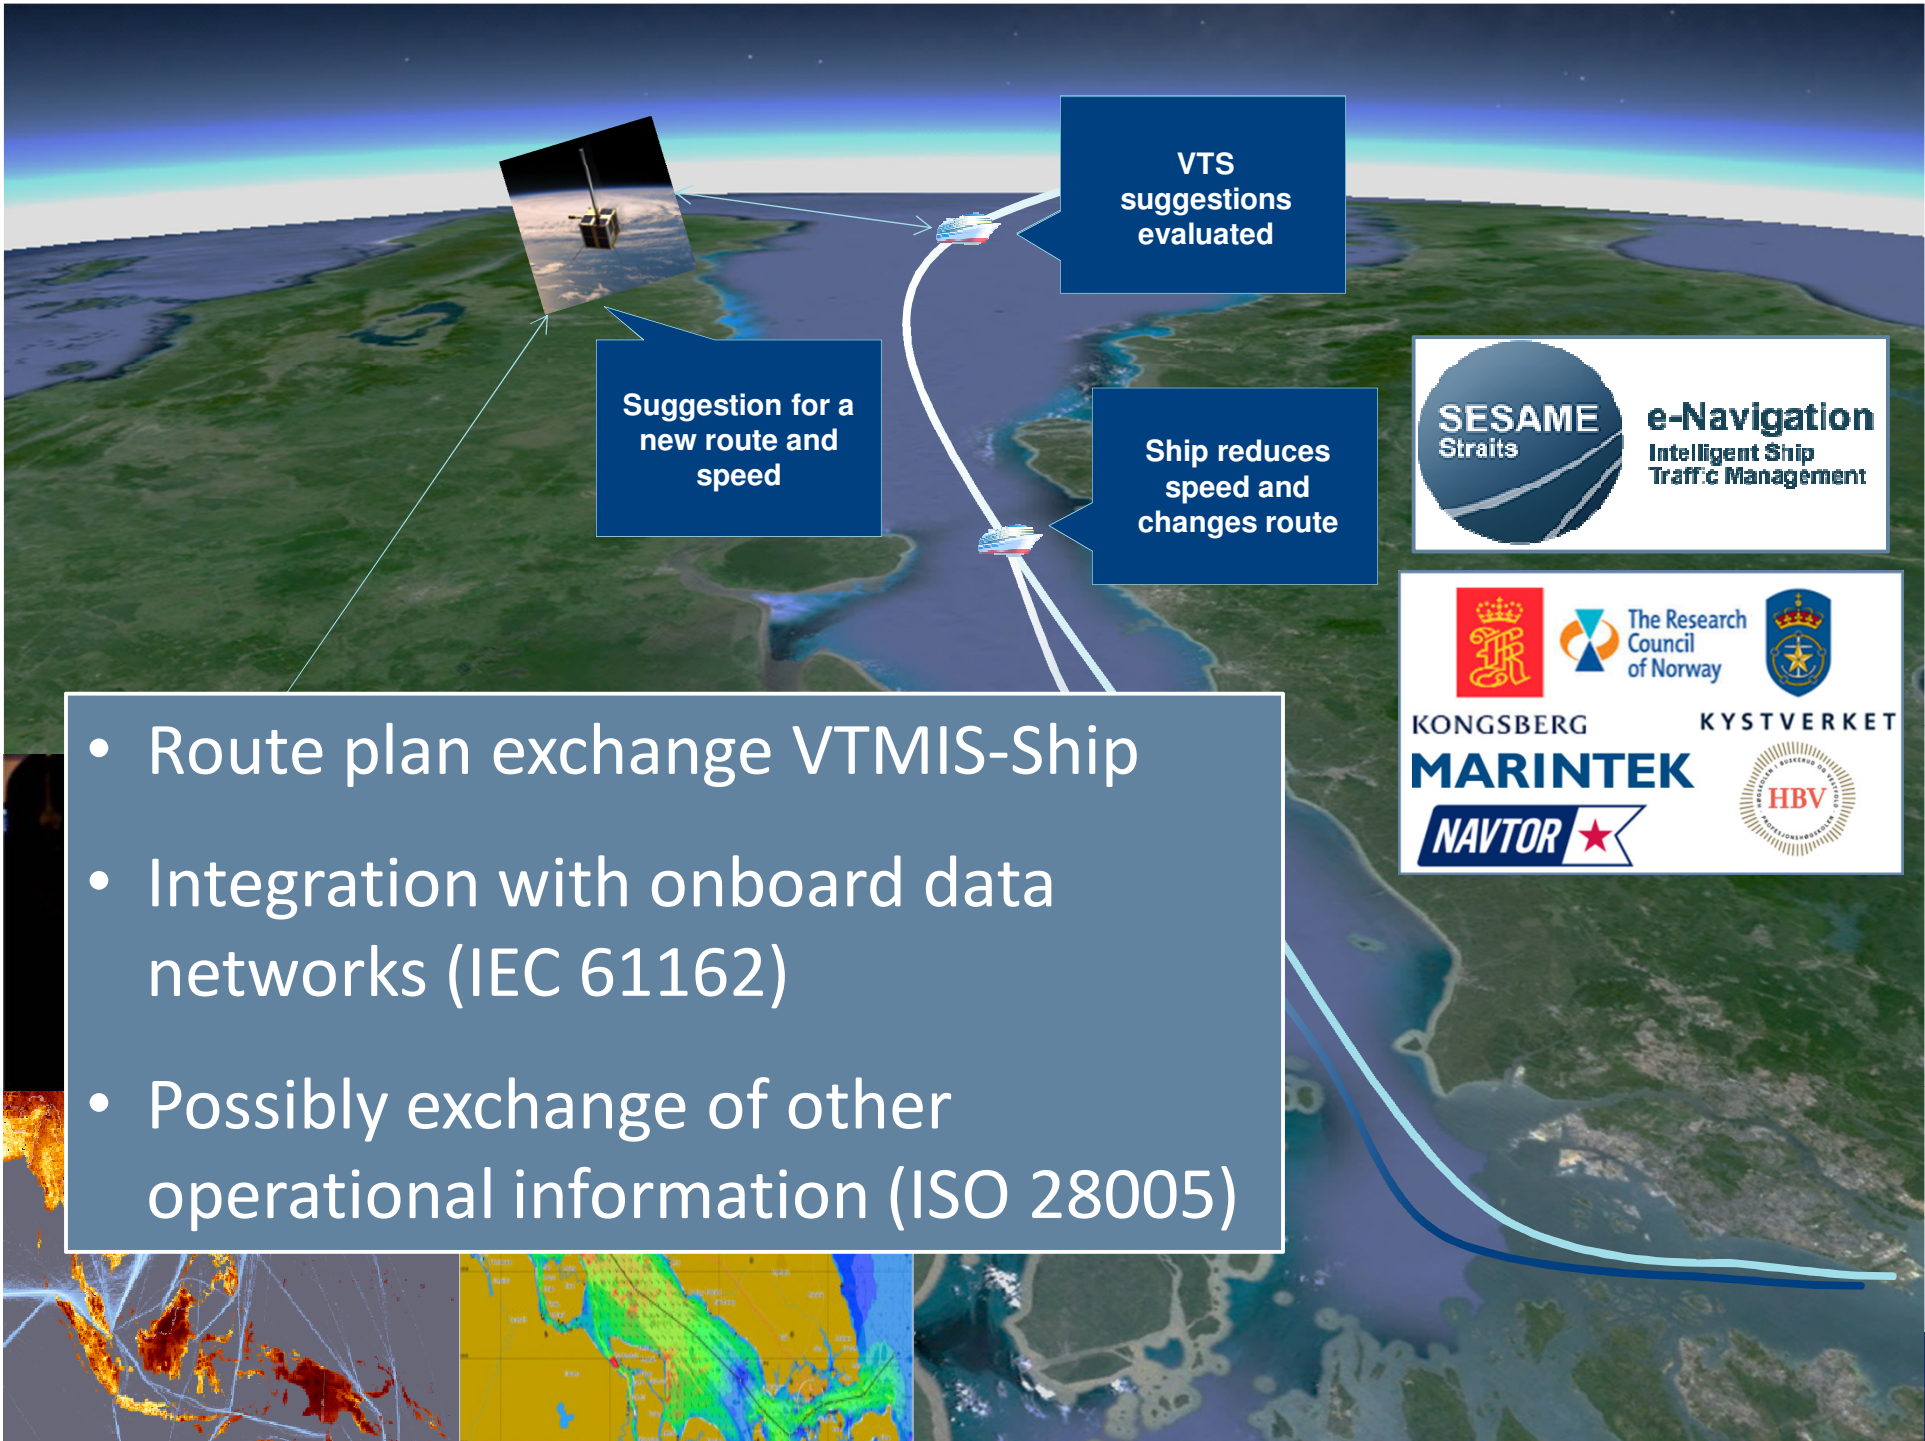 VTS
suggestions
evaluated
Suggestion for a
new route and
speed
Ship reduces
speed and
changes route
SESAME
Straits
e-Navigation
Intelligent Ship
Traffic Management
The Research
Council
of Norway
KONGSBERG
KYSTVERKET
MARINTEK
HBV
NAVTOR
• Route plan exchange VTMIS-Ship
• Integration with onboard data
networks (IEC 61162)
• Possibly exchange of other
operational information (ISO 28005)